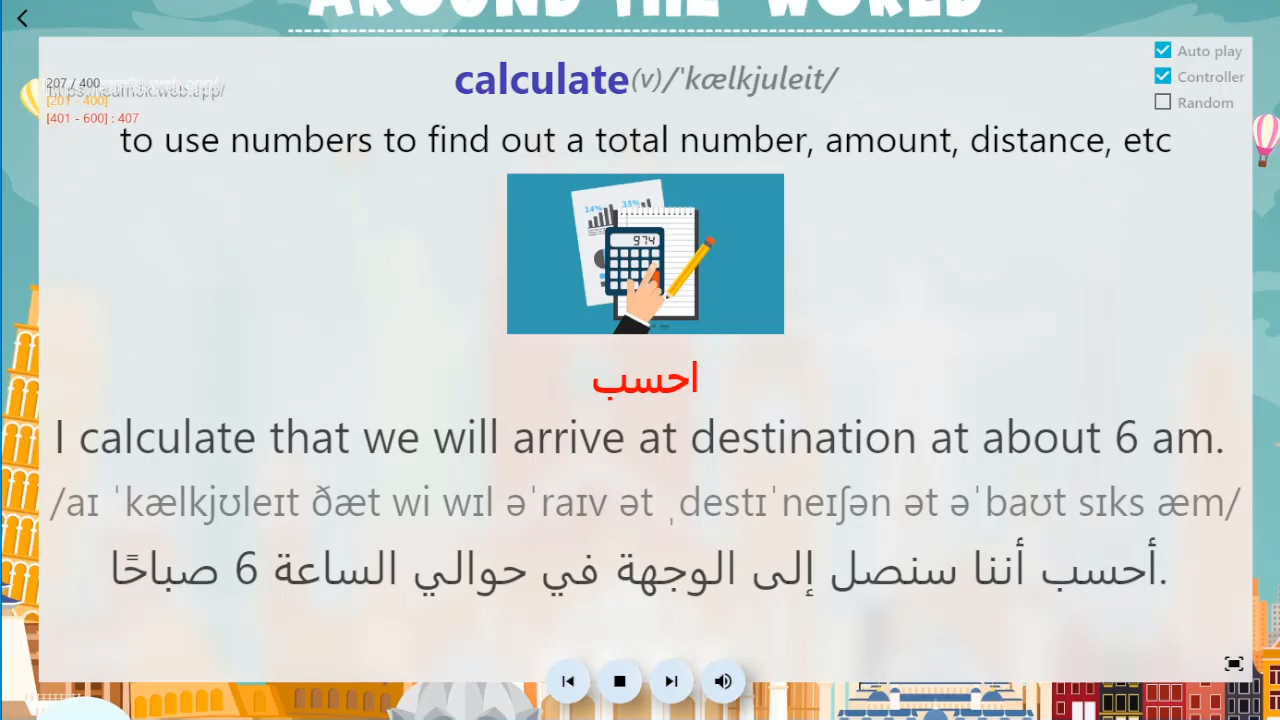 AROUND THE WORLD
Auto play
207 / 400
calculate(v)/'kælkjuleit/
Controller
[201 - 400]
Random
[401 - 600] : 407
to use numbers to find out a total number, amount, distance, etc
14% 35%
974
احسب
I calculate that we will arrive at destination at about 6 am.
/aɪ ˈkælkjʊleɪt ðæt wi wɪl əˈraɪv ət ˌdestɪˈneɪʃən ət əˈbaʊt sɪks æm/
أحسب أننا سنصل إلى الوجهة في حوالي الساعة 6 صباحًا.